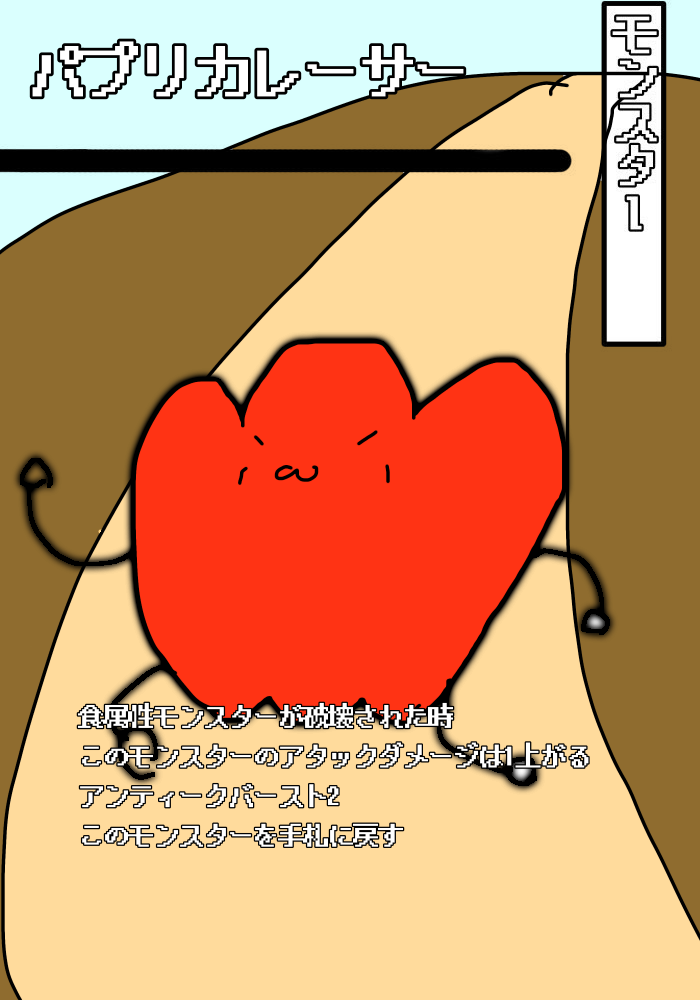 パプリカレーサー
モンスター
食属性モンスターが破壊された時
このモンスターのアタックダメージは1上がる
アンティークバースト2
このモンスターを手札に戻す